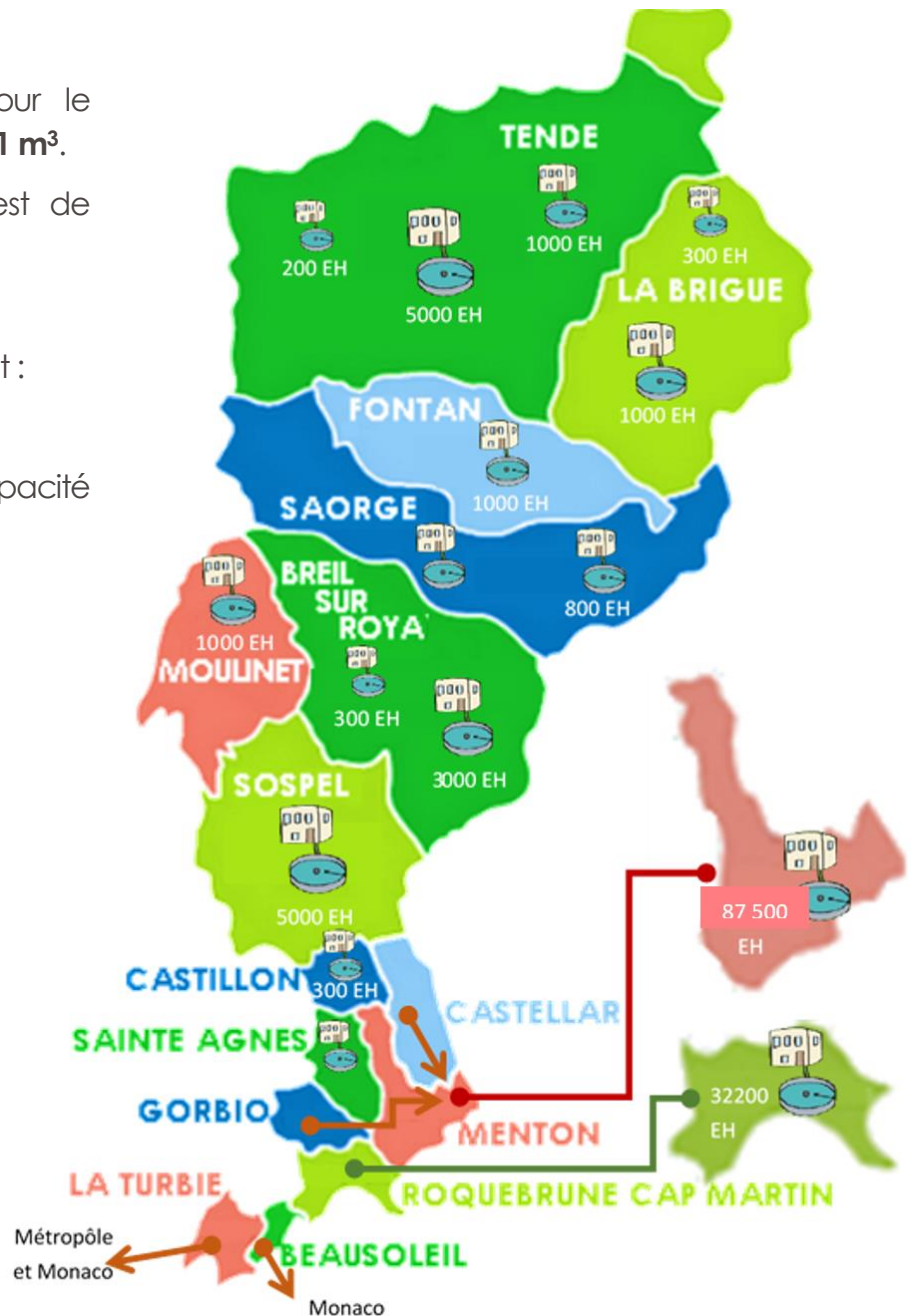 our le
1 m³.
est de
t :
pacité
TENDE
200 EH
5000 EH
1000 EH
300 EH
LA BRIGUE
1000 EH
FONTAN
1000 EH
SAORGE
800 EH
1000 EH
MOULINET
BREIL
SUR
ROYA
300 EH
3000 EH
SOSPEL
5000 EH
87 500
EH
CASTILLON
300 EH
CASTELLAR
SAINTE AGNES
GORBIO
MENTON
32200
EH
LA TURBIE
ROQUEBRUNE CAP MARTIN
Métropôle
et Monaco
BEAUSOLEIL
Monaco